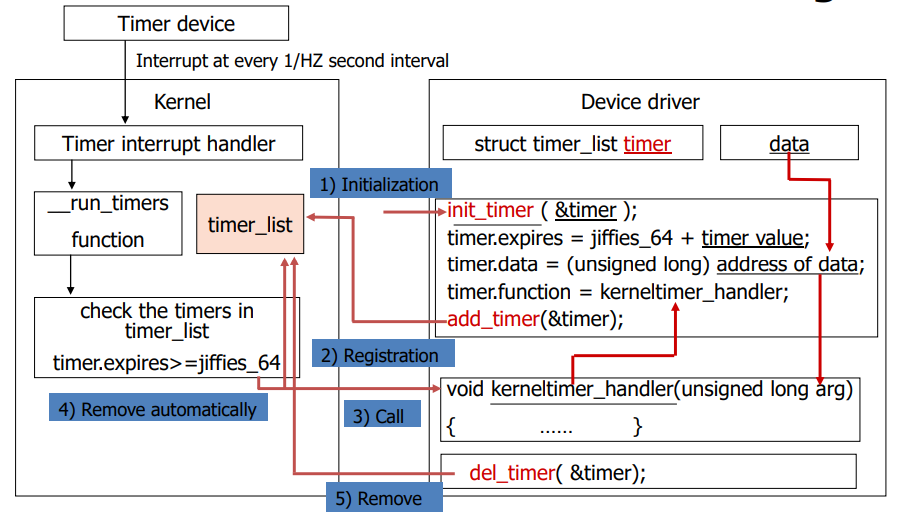 Timer device
Interrupt at every 1/HZ second interval
Kernel
Timer interrupt handler
__run_timers
function
timer_list
check the timers in
timer_list
timer.expires>=jiffies_64
4) Remove automatically
Device driver
struct timer_list timer
data
1) Initialization
init_timer ( &timer );
timer.expires = jiffies_64 + timer value;
timer.data = (unsigned long) address of data;
timer.function = kerneltimer_handler;
add_timer(&timer);
2) Registration
void kerneltimer_handler(unsigned long arg)
{ ...... }
3) Call
del_timer( &timer);
5) Remove